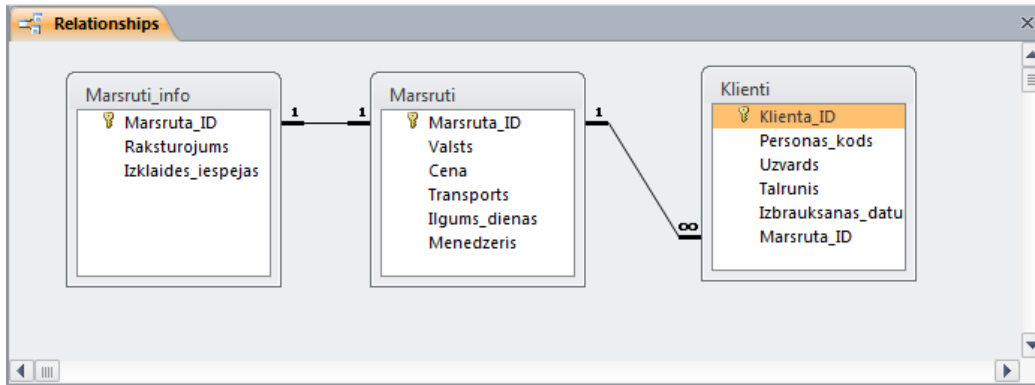 Relationships
Marsruti_info
Marsruta_ID
Raksturojums
Izklaides_iespejas
1
1
Marsruti
Marsruta_ID
Valsts
Cena
Transports
Ilgums_dienas
Menedzeris
1
∞
Klienti
Klienta_ID
Personas_kods
Uzvards
Talrunis
Izbrauksanas_datu
Marsruta_ID